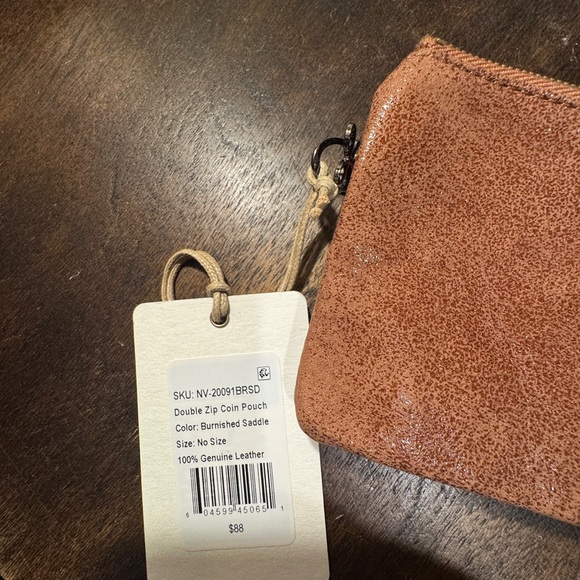 SKU: NV-20091BRSD
Double Zip Coin Pouch
Color: Burnished Saddle
Size: No Size
100% Genuine Leather
6 04599 45065 1
$88